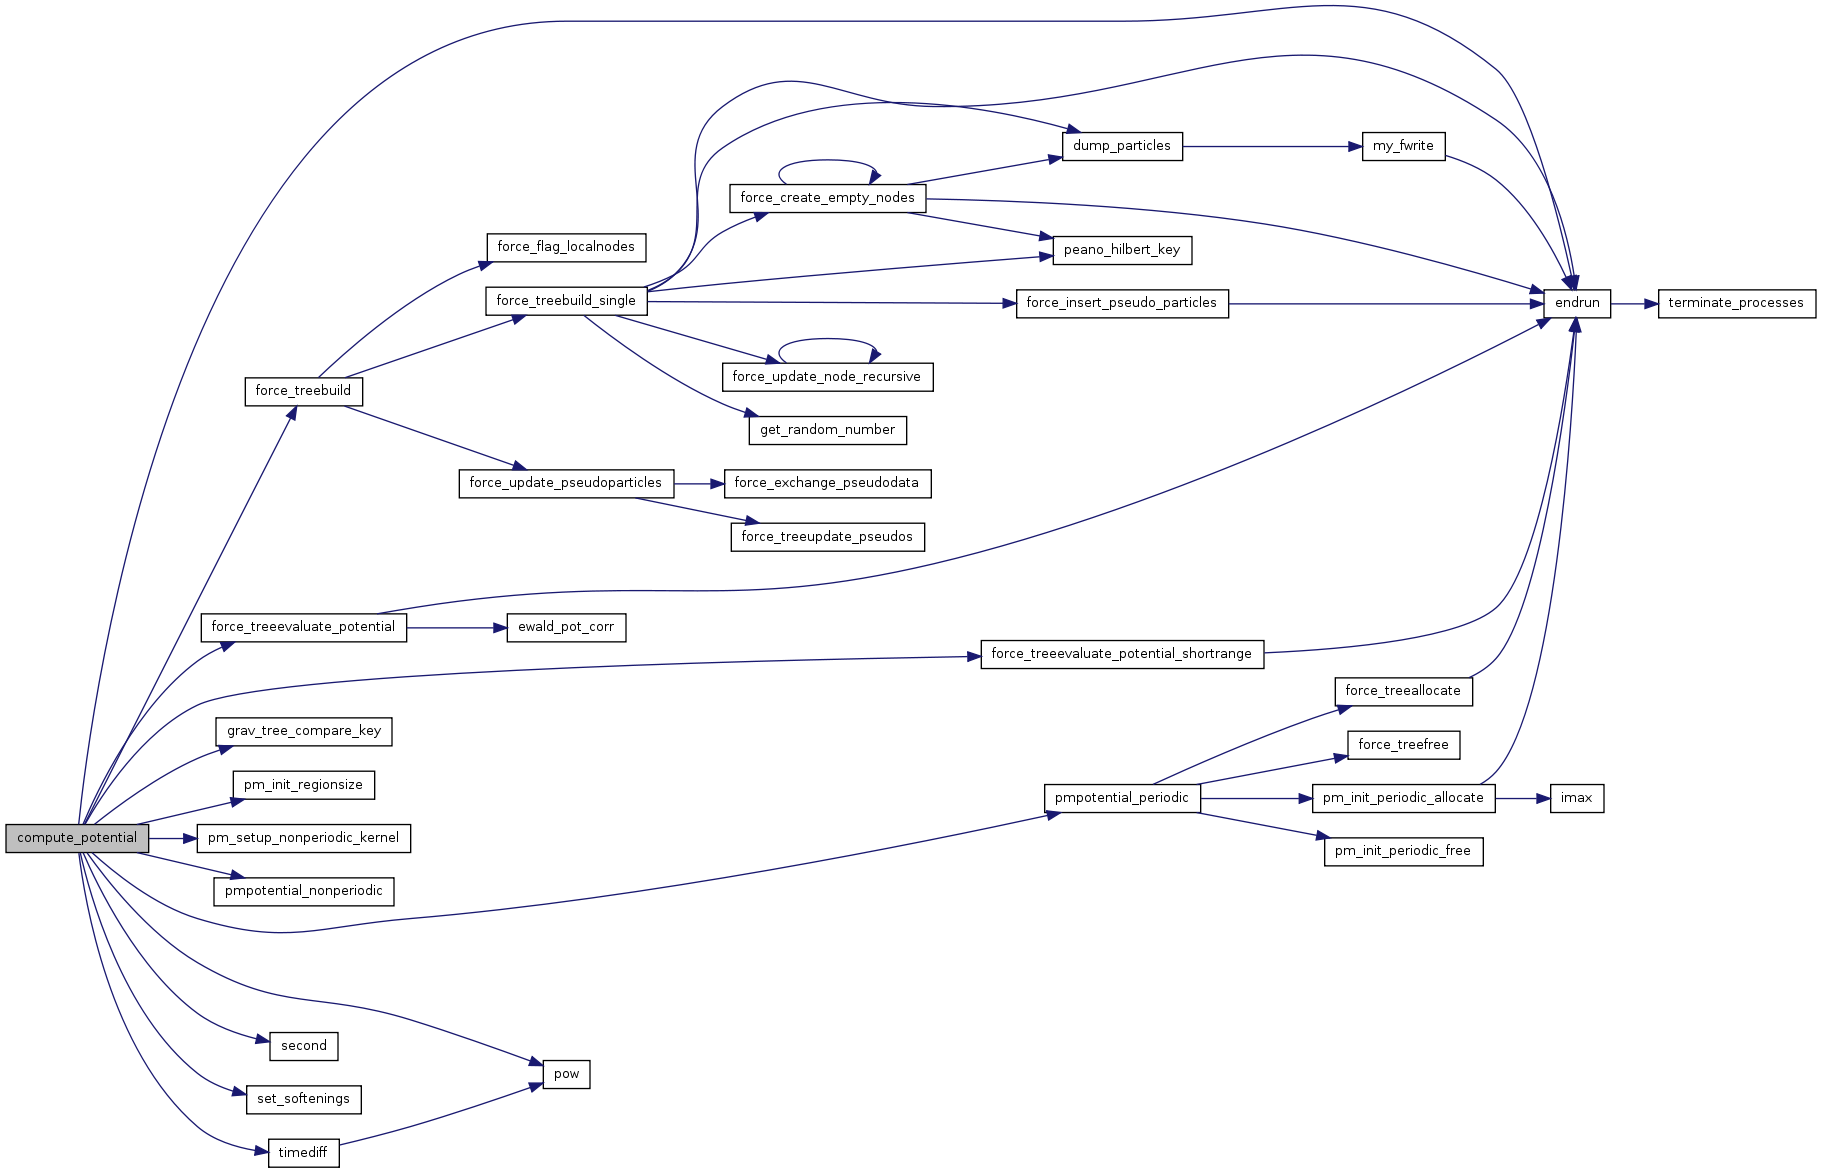 dump_particles
my_fwrite
force_create_empty_nodes
force_flag_localnodes
peano_hilbert_key
force_treebuild_single
force_insert_pseudo_particles
endrun
terminate_processes
force_update_node_recursive
force_treebuild
get_random_number
force_update_pseudoparticles
force_exchange_pseudodata
force_treeupdate_pseudos
force_treeevaluate_potential
ewald_pot_corr
force_treeevaluate_potential_shortrange
force_treeallocate
grav_tree_compare_key
force_treefree
pm_init_regionsize
pmpotential_periodic
pm_init_periodic_allocate
imax
compute_potential
pm_setup_nonperiodic_kernel
pm_init_periodic_free
pmpotential_nonperiodic
second
pow
set_softenings
timediff